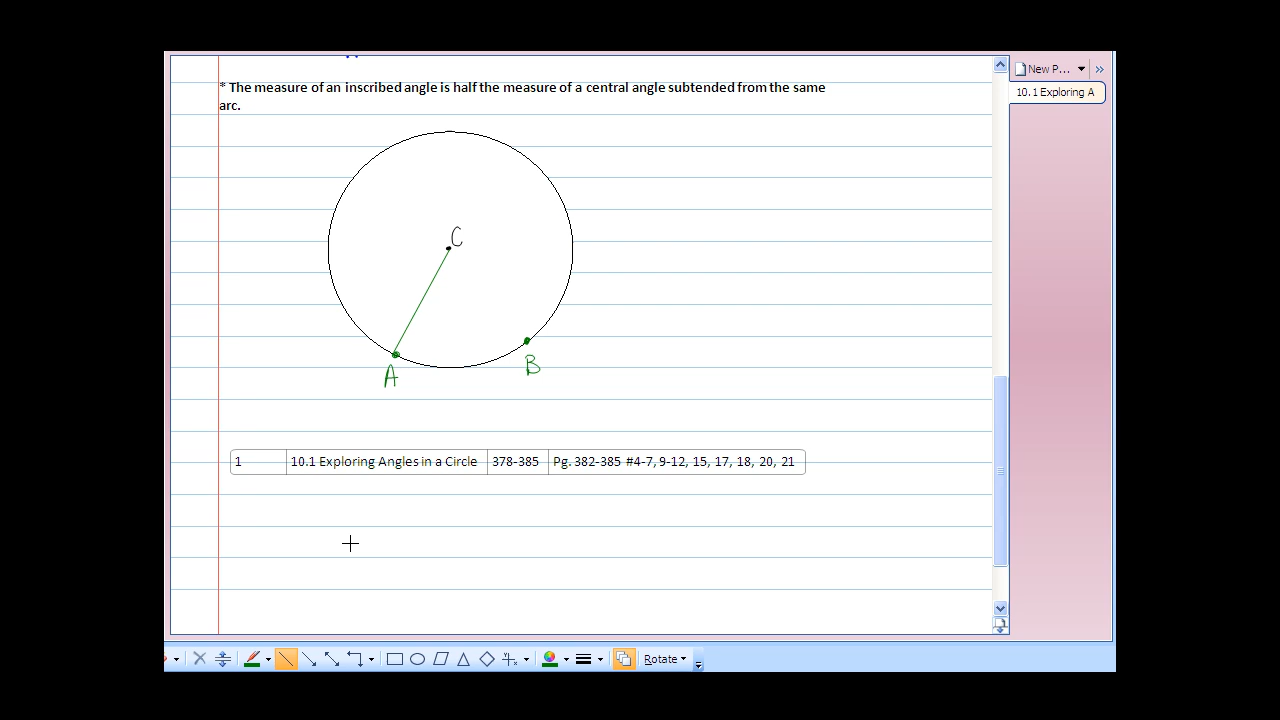 * The measure of an inscribed angle is half the measure of a central angle subtended from the same
arc.
New P...
10.1 Exploring A
C
A
B
1 10.1 Exploring Angles in a Circle 378-385 Pg. 382-385 #4-7, 9-12, 15, 17, 18, 20, 21
Rotate